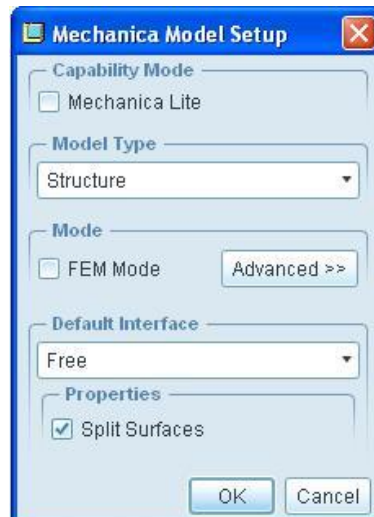 Mechanica Model Setup
Capability Mode
Mechanica Lite
Model Type
Structure
Mode
FEM Mode
Advanced >>
Default Interface
Free
Properties
Split Surfaces
OK
Cancel